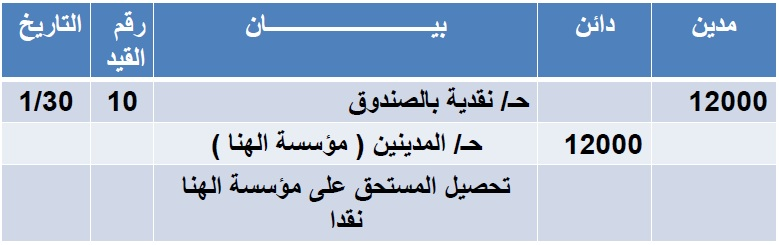 مدين دائن بيـــــــــــــــــــــان رقم القيد التاريخ
12000 حـ/ نقدية بالصندوق 10 1/30
12000 حـ/ المدينين ( مؤسسة الهنا )
تحصيل المستحق على مؤسسة الهنا
نقدا